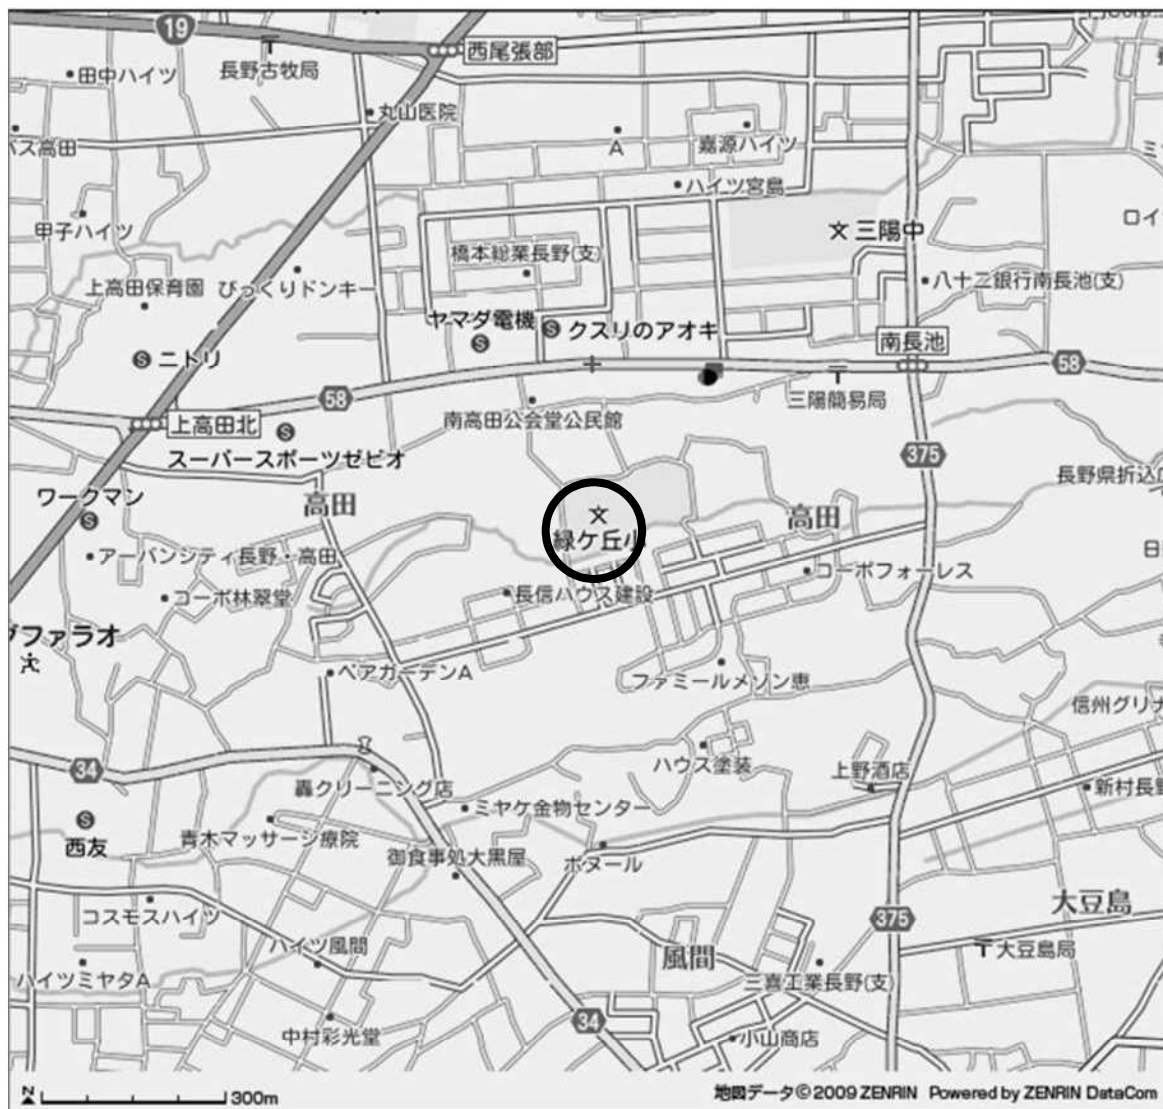 19
西尾張部
長野古牧局
田中ハイツ
丸山医院
バス高田
A
嘉源ハイツ
ハイツ宮島
甲子ハイツ
文三陽中
ロイ
橋本総業長野(支)
上高田保育園
びっくりドンキー
八十二銀行南長池(支)
ヤマダ電機
S クスリのアオキ
S
S ニトリ
南長池
58
58
三陽簡易局
58
上高田北
南高田公会堂公民館
S
スーパースポーツゼビオ
375
長野県折込
ワークマン
S
高田
文
高田
緑ケ丘小
日
アーバンシティ長野・高田
コーポフォーレス
コーポ林翠堂
長信ハウス建設
グファラオ
ペアガーデンA
ファミールメゾン恵
信州グリナ
34
ハウス塗装
上野酒店
轟クリーニング店
新村長野
ミヤケ金物センター
S
西友
青木マッサージ療院
御食事処大黒屋
ボヌール
大豆島
コスモスハイツ
375
ハイツ風間
風間
大豆島局
ハイツミヤタA
三喜工業長野(支)
34
中村彩光堂
小山商店
N
300m
地図データ©2009 ZENRIN Powered by ZENRIN DataCom